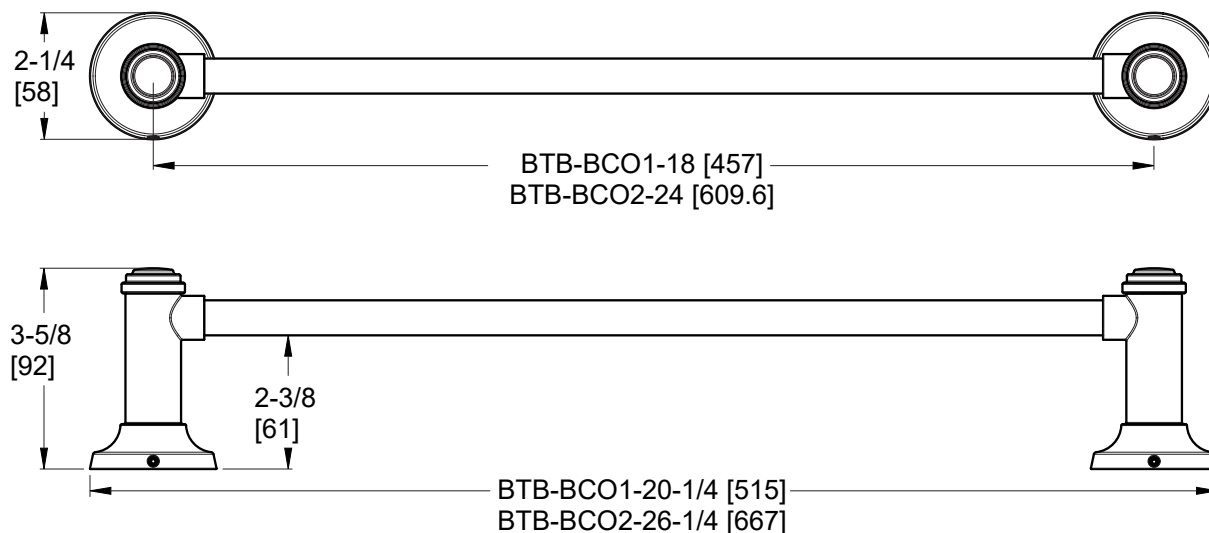 2-1/4
[58]
BTB-BCO1-18 [457]
BTB-BCO2-24 [609.6]
3-5/8
[92]
2-3/8
[61]
BTB-BCO1-20-1/4 [515]
BTB-BCO2-26-1/4 [667]